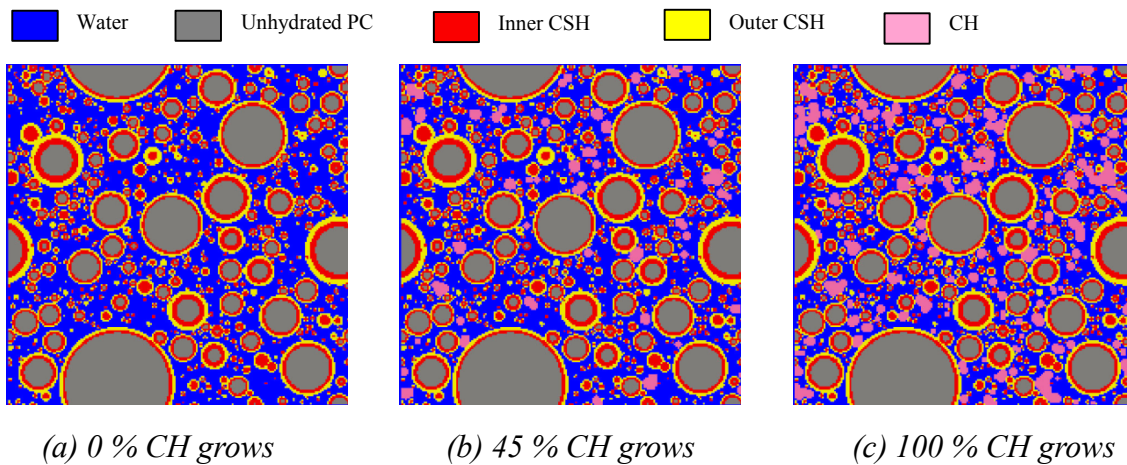 Water Unhydrated PC Inner CSH Outer CSH CH
(a) 0 % CH grows (b) 45 % CH grows (c) 100 % CH grows